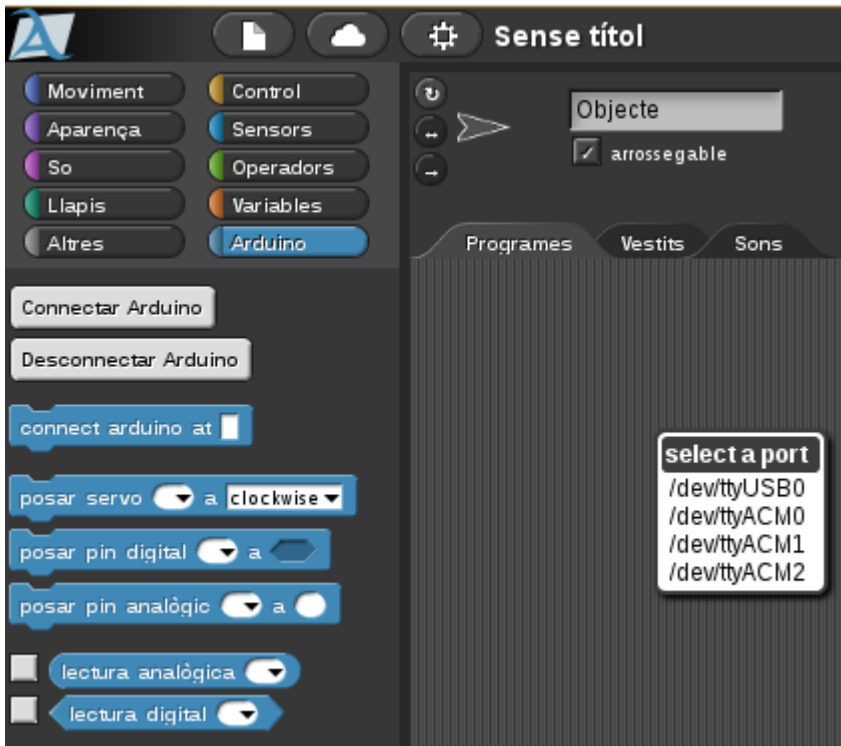 Sense títol
Moviment
Control
Aparença
Sensors
So
Operadors
Llapis
Variables
Altres
Arduino
Objecte
arrossegable
Programes
Vestits
Sons
Connectar Arduino
Desconnectar Arduino
connect arduino at
posar servo a clockwise
posar pin digital a
posar pin analògic a
lectura analògica
lectura digital
select a port
/dev/ttyUSB0
/dev/ttyACM0
/dev/ttyACM1
/dev/ttyACM2